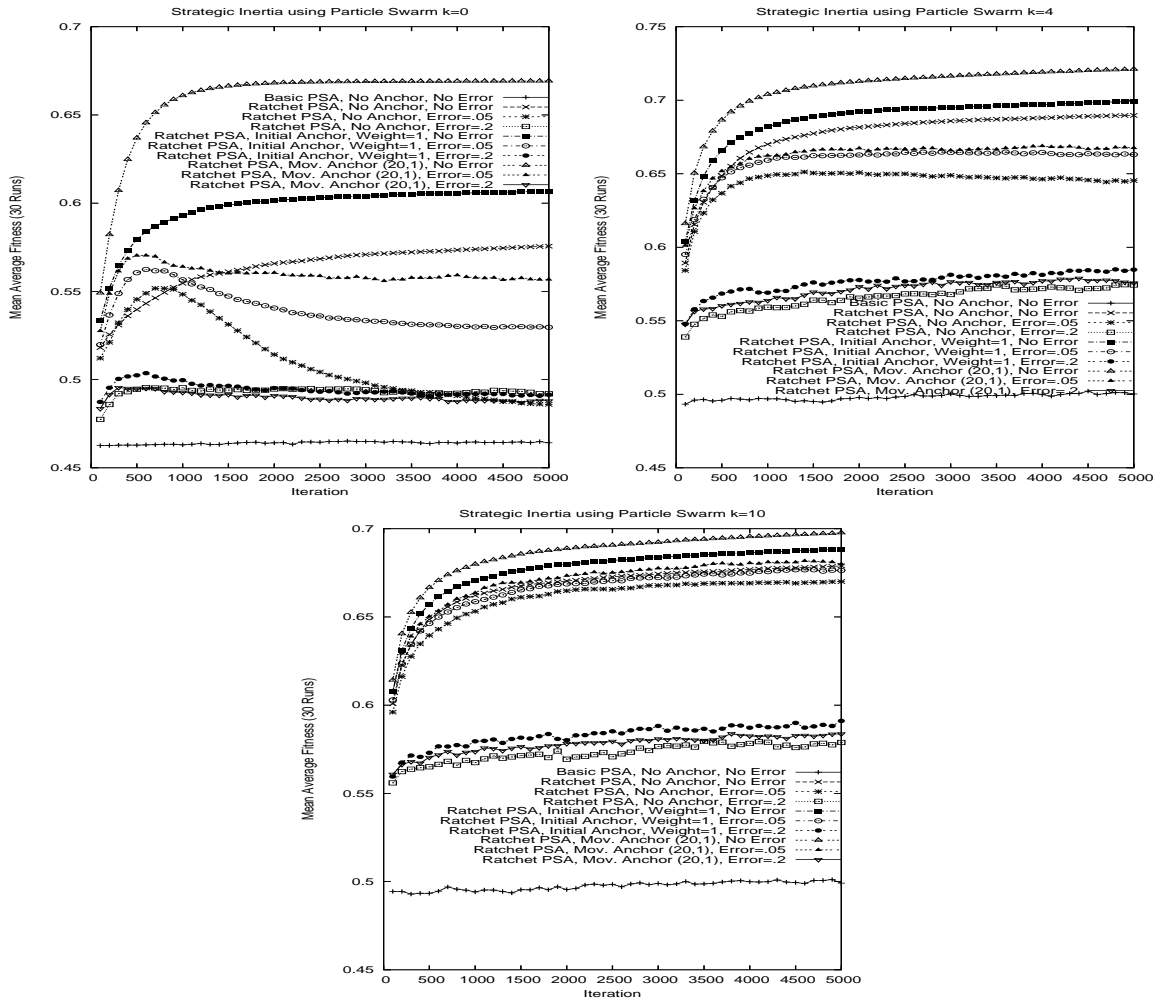 Strategic Inertia using Particle Swarm k=0
0.7
0.65
0.6
0.55
0.5
0.45
Mean Average Fitness (30 Runs)
Basic PSA, No Anchor, No Error
Ratchet PSA, No Anchor, No Error
Ratchet PSA, No Anchor, Error=.05
Ratchet PSA, No Anchor, Error=.2
Ratchet PSA, Initial Anchor, Weight=1, No Error
Ratchet PSA, Initial Anchor, Weight=1, Error=.05
Ratchet PSA, Initial Anchor, Weight=1, Error=.2
Ratchet PSA, Mov. Anchor (20,1), No Error
Ratchet PSA, Mov. Anchor (20,1), Error=.05
Ratchet PSA, Mov. Anchor (20,1), Error=.2
0 500 1000 1500 2000 2500 3000 3500 4000 4500 5000
Iteration
Strategic Inertia using Particle Swarm k=4
0.75
0.7
0.65
0.6
0.55
0.5
0.45
Mean Average Fitness (30 Runs)
Basic PSA, No Anchor, No Error
Ratchet PSA, No Anchor, No Error
Ratchet PSA, No Anchor, Error=.05
Ratchet PSA, No Anchor, Error=.2
Ratchet PSA, Initial Anchor, Weight=1, No Error
Ratchet PSA, Initial Anchor, Weight=1, Error=.05
Ratchet PSA, Initial Anchor, Weight=1, Error=.2
Ratchet PSA, Mov. Anchor (20,1), No Error
Ratchet PSA, Mov. Anchor (20,1), Error=.05
Ratchet PSA, Mov. Anchor (20,1), Error=.2
0 500 1000 1500 2000 2500 3000 3500 4000 4500 5000
Iteration
Strategic Inertia using Particle Swarm k=10
0.7
0.65
0.6
0.55
0.5
0.45
Mean Average Fitness (30 Runs)
Basic PSA, No Anchor, No Error
Ratchet PSA, No Anchor, No Error
Ratchet PSA, No Anchor, Error=.05
Ratchet PSA, No Anchor, Error=.2
Ratchet PSA, Initial Anchor, Weight=1, No Error
Ratchet PSA, Initial Anchor, Weight=1, Error=.05
Ratchet PSA, Initial Anchor, Weight=1, Error=.2
Ratchet PSA, Mov. Anchor (20,1), No Error
Ratchet PSA, Mov. Anchor (20,1), Error=.05
Ratchet PSA, Mov. Anchor (20,1), Error=.2
0 500 1000 1500 2000 2500 3000 3500 4000 4500 5000
Iteration